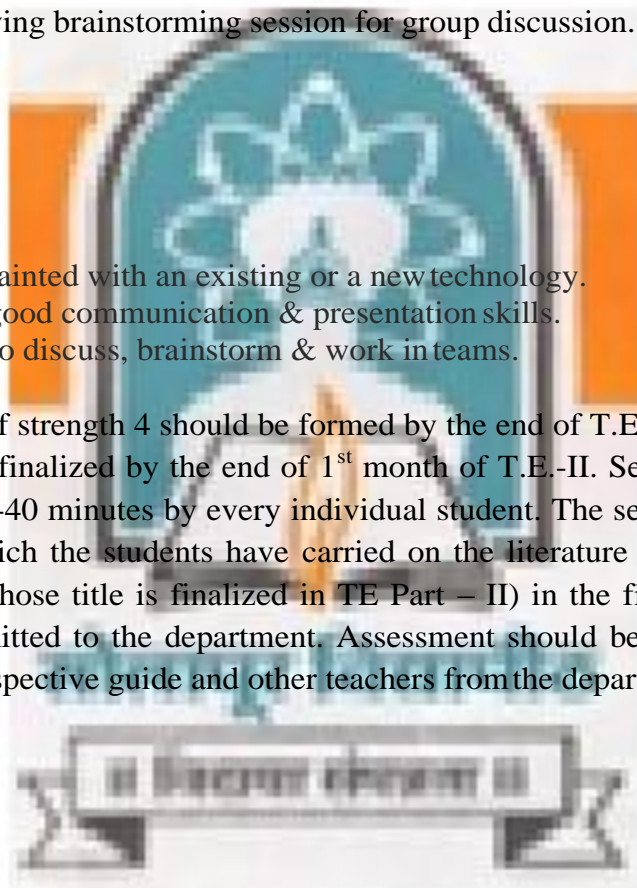 ing brainstorming session for group discussion.
ainted with an existing or a new technology.
good communication & presentation skills.
o discuss, brainstorm & work in teams.
f strength 4 should be formed by the end of T.E
finalized by the end of 1st month of T.E.-II. Se
-40 minutes by every individual student. The se
ich the students have carried on the literature
hose title is finalized in TE Part – II) in the f
itted to the department. Assessment should be
spective guide and other teachers from the depar